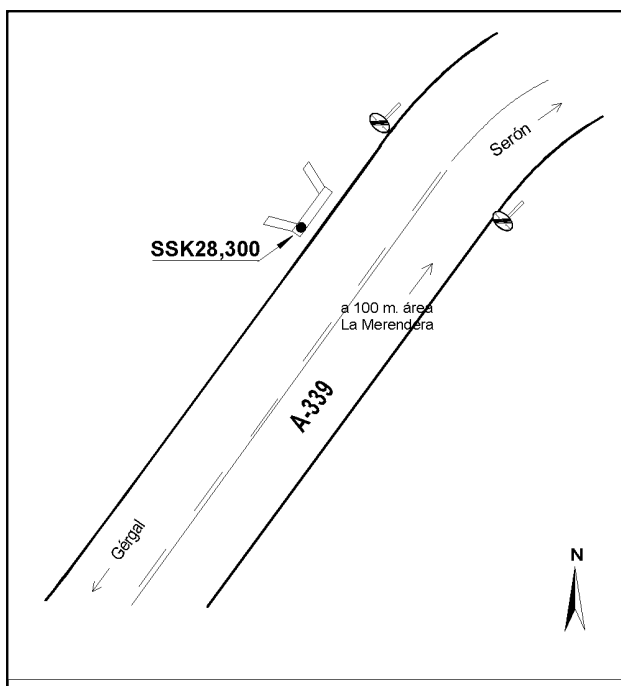 Serón
SSK28,300
a 100 m. área
La Merendera
A-339
Gérgal
N